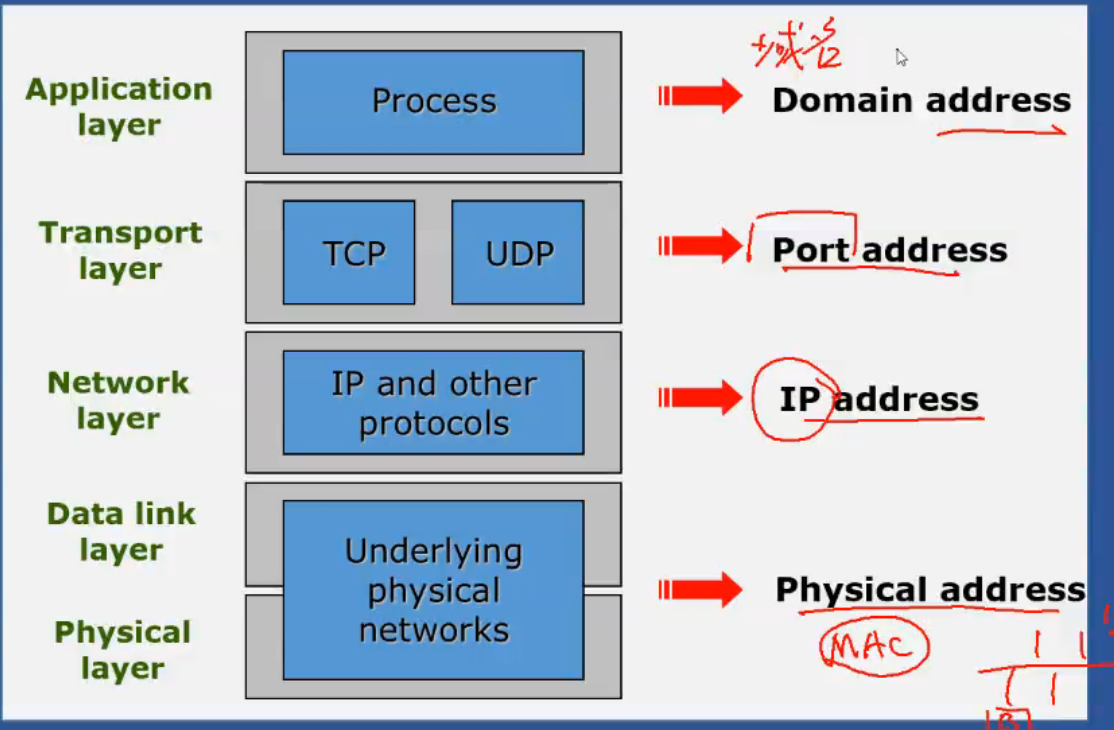 域名
Application
layer
Process
Domain address
Transport
layer
TCP
UDP
Port address
Network
layer
IP and other
protocols
IP address
Data link
layer
Underlying
physical
networks
Physical address
MAC
Physical
layer